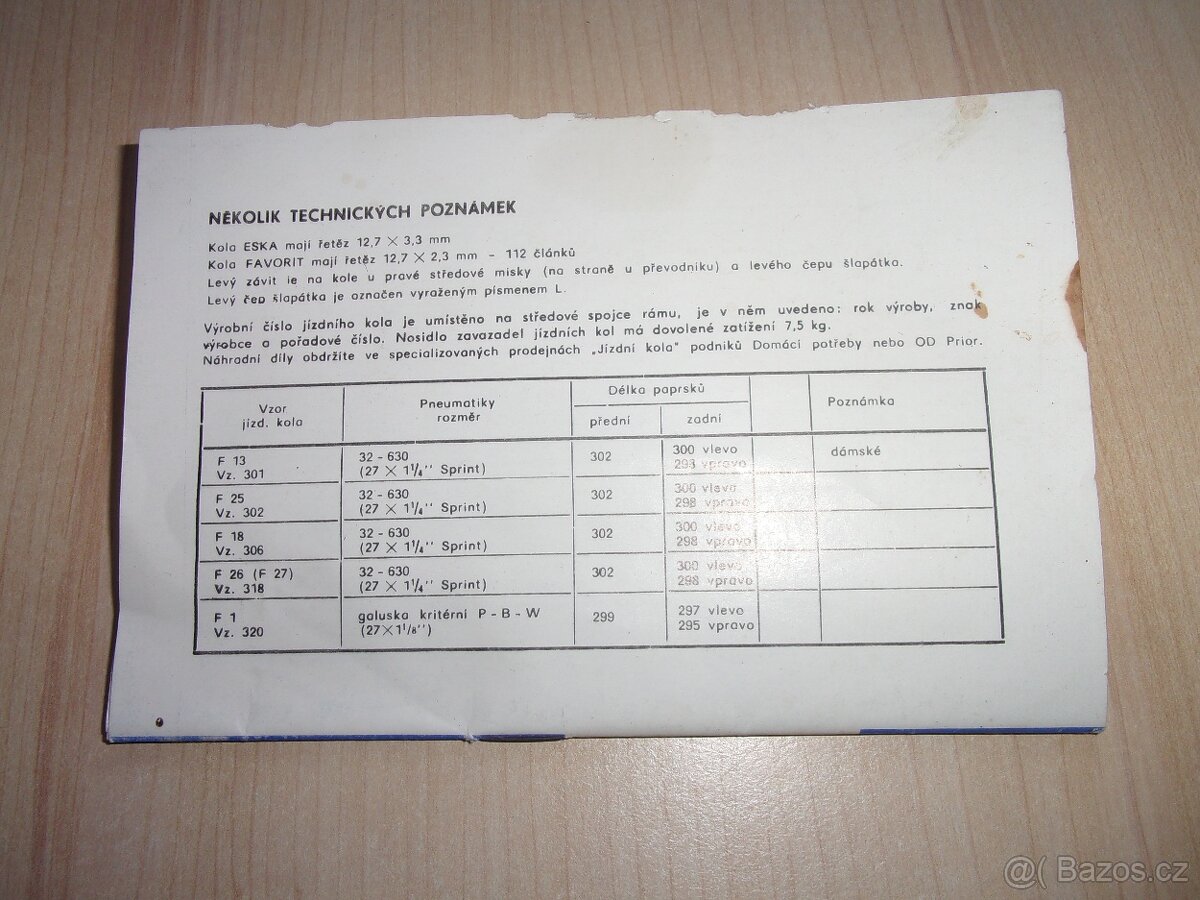 NĚKOLIK TECHNICKÝCH POZNÁMEK
Kola ESKA mají řetěz 12,7 × 3,3 mm
Kola FAVORIT mají řetěz 12,7 × 2,3 mm - 112 článků
Levý závit je na kole u pravé středové misky (na straně u převodníku) a levého čepu šlapátka.
Levý čep šlapátka je označen vyraženým písmenem L.
Výrobní číslo jízdního kola je umístěno na středové spojce rámu, je v něm uvedeno: rok výroby, znak
výrobce a pořadové číslo. Nosidlo zavazadel jízdních kol má dovolené zatížení 7,5 kg.
Náhradní díly obdržíte ve specializovaných prodejnách „Jízdní kola" podniků Domácí potřeby nebo OD Prior.
Vzor jízd. kola Pneumatiky rozměr Délka paprsků Poznámka
přední zadní
F 13 32 - 630 302 300 vlevo dámské
Vz. 301 (27 × 1¼'' Sprint) 298 vpravo
F 25 32 - 630 302 300 vlevo
Vz. 302 (27 × 1¼'' Sprint) 298 vpravo
F 18 32 - 630 302 300 vlevo
Vz. 306 (27 × 1¼'' Sprint) 298 vpravo
F 26 (F 27) 32 - 630 302 300 vlevo
Vz. 318 (27 × 1¼'' Sprint) 298 vpravo
F 1 galuska kritérní P - B - W 299 297 vlevo
Vz. 320 (27×1⅛'') 295 vpravo
@( Bazos.cz